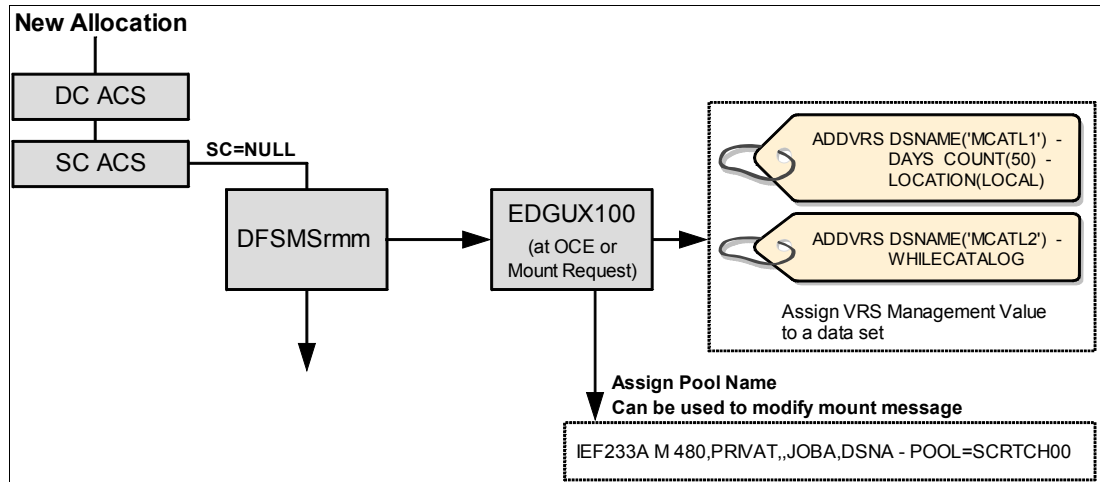 New Allocation
DC ACS
SC ACS
SC=NULL
DFSMSrmm
EDGUX100
(at OCE or
Mount Request)
ADDVRS DSNAME('MCATL1') -
DAYS COUNT(50) -
LOCATION(LOCAL)
ADDVRS DSNAME('MCATL2') -
WHILECATALOG
Assign VRS Management Value
to a data set
Assign Pool Name
Can be used to modify mount message
IEF233A M 480,PRIVAT,,JOBA,DSNA - POOL=SCRTCH00